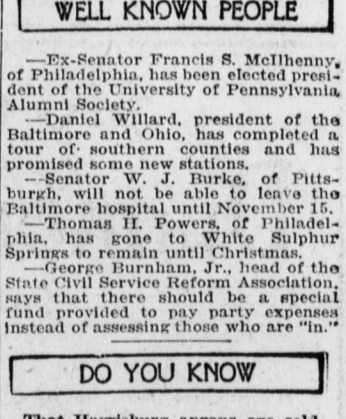 WELL KNOWN PEOPLE
—Ex-Senator Francis S. McIlhenny,
of Philadelphia, has been elected presi-
dent of the University of Pennsylvania
Alumni Society.
—Daniel Willard, president of the
Baltimore and Ohio, has completed a
tour of southern counties and has
promised some new stations.
—Senator W. J. Burke, of Pitts-
burgh, will not be able to leave the
Baltimore hospital until November 15.
—Thomas H. Powers, of Philadel-
phia, has gone to White Sulphur
Springs to remain until Christmas.
—George Burnham, Jr., head of the
State Civil Service Reform Association,
says that there should be a special
fund provided to pay party expenses
instead of assessing those who are "in."
DO YOU KNOW